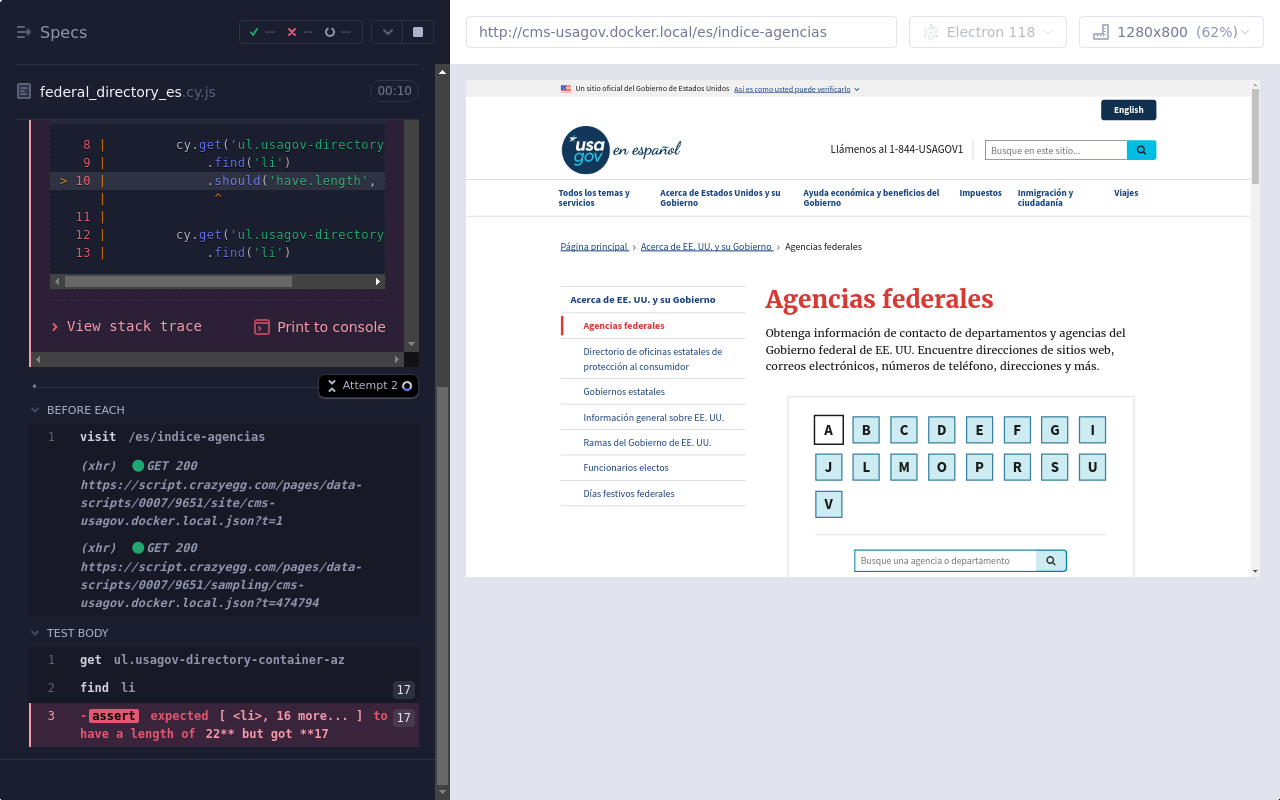 Specs
--
--
--
federal_directory_es.cy.js
00:10
8 | cy.get('ul.usagov-directory
9 | .find('li')
> 10 | .should('have.length',
| ^
11 |
12 | cy.get('ul.usagov-directory
13 | .find('li')
View stack trace
Print to console
Attempt 2
BEFORE EACH
1 visit /es/indice-agencias
(xhr) GET 200
https://script.crazyegg.com/pages/data-
scripts/0007/9651/site/cms-
usagov.docker.local.json?t=1
(xhr) GET 200
https://script.crazyegg.com/pages/data-
scripts/0007/9651/sampling/cms-
usagov.docker.local.json?t=474794
TEST BODY
1 get ul.usagov-directory-container-az
2 find li 17
3 -assert expected [ <li>, 16 more... ] to 17
have a length of 22** but got **17
http://cms-usagov.docker.local/es/indice-agencias
Electron 118
1280x800 (62%)
Un sitio oficial del Gobierno de Estados Unidos Así es como usted puede verificarlo
English
usa
gov
en español
Llámenos al 1-844-USAGOV1
Busque en este sitio...
Todos los temas y
servicios
Acerca de Estados Unidos y su
Gobierno
Ayuda económica y beneficios del
Gobierno
Impuestos
Inmigración y
ciudadanía
Viajes
Página principal › Acerca de EE. UU. y su Gobierno › Agencias federales
Acerca de EE. UU. y su Gobierno
Agencias federales
Directorio de oficinas estatales de
protección al consumidor
Gobiernos estatales
Información general sobre EE. UU.
Ramas del Gobierno de EE. UU.
Funcionarios electos
Días festivos federales
Agencias federales
Obtenga información de contacto de departamentos y agencias del
Gobierno federal de EE. UU. Encuentre direcciones de sitios web,
correos electrónicos, números de teléfono, direcciones y más.
A B C D E F G I
J L M O P R S U
V
Busque una agencia o departamento